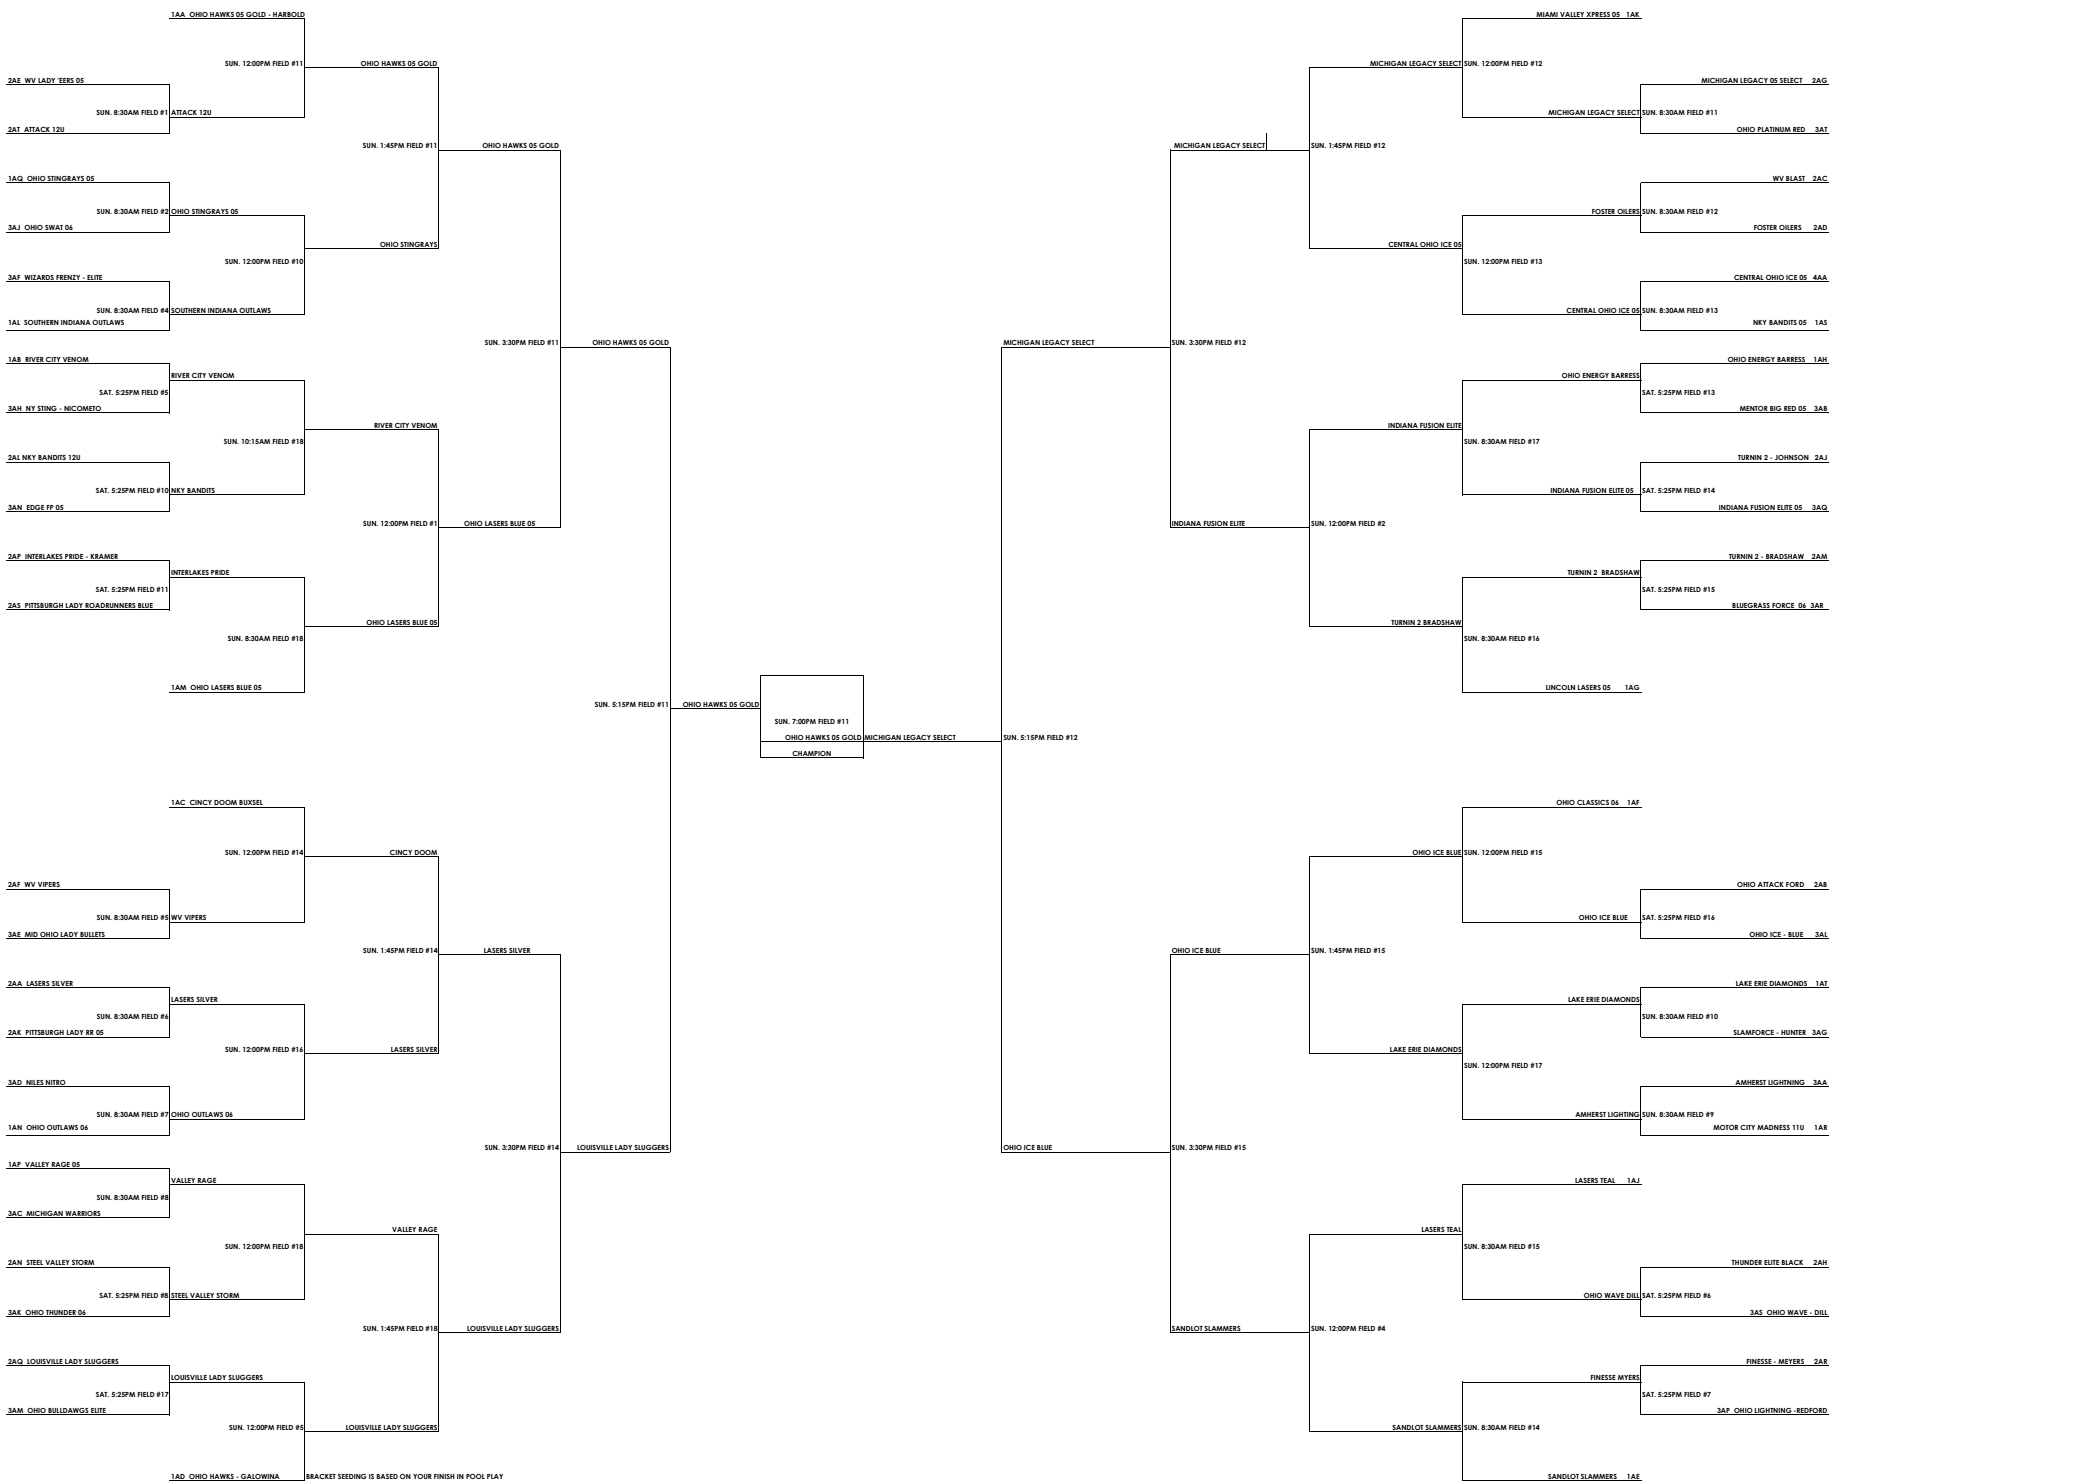 1AA OHIO HAWKS 05 GOLD - HARBOLD
SUN. 12:00PM FIELD #11
OHIO HAWKS 05 GOLD
2AE WV LADY 'EERS 05
SUN. 8:30AM FIELD #1
ATTACK 12U
2AT ATTACK 12U
SUN. 1:45PM FIELD #11
OHIO HAWKS 05 GOLD
1AQ OHIO STINGRAYS 05
SUN. 8:30AM FIELD #2
OHIO STINGRAYS 05
3AJ OHIO SWAT 06
OHIO STINGRAYS
SUN. 12:00PM FIELD #10
3AF WIZARDS FRENZY - ELITE
SUN. 8:30AM FIELD #4
SOUTHERN INDIANA OUTLAWS
1AL SOUTHERN INDIANA OUTLAWS
SUN. 3:30PM FIELD #11
OHIO HAWKS 05 GOLD
1AB RIVER CITY VENOM
RIVER CITY VENOM
SAT. 5:25PM FIELD #5
3AH NY STING - NICOMETO
RIVER CITY VENOM
SUN. 10:15AM FIELD #18
2AL NKY BANDITS 12U
SAT. 5:25PM FIELD #10
NKY BANDITS
3AN EDGE FP 05
SUN. 12:00PM FIELD #1
OHIO LASERS BLUE 05
2AP INTERLAKES PRIDE - KRAMER
INTERLAKES PRIDE
SAT. 5:25PM FIELD #11
2AS PITTSBURGH LADY ROADRUNNERS BLUE
OHIO LASERS BLUE 05
SUN. 8:30AM FIELD #18
1AM OHIO LASERS BLUE 05
SUN. 5:15PM FIELD #11
OHIO HAWKS 05 GOLD
SUN. 7:00PM FIELD #11
OHIO HAWKS 05 GOLD
MICHIGAN LEGACY SELECT
SUN. 5:15PM FIELD #12
CHAMPION
1AC CINCY DOOM BUXSEL
SUN. 12:00PM FIELD #14
CINCY DOOM
2AF WV VIPERS
SUN. 8:30AM FIELD #5
WV VIPERS
3AE MID OHIO LADY BULLETS
SUN. 1:45PM FIELD #14
LASERS SILVER
2AA LASERS SILVER
LASERS SILVER
SUN. 8:30AM FIELD #6
2AK PITTSBURGH LADY RR 05
SUN. 12:00PM FIELD #16
LASERS SILVER
3AD NILES NITRO
SUN. 8:30AM FIELD #7
OHIO OUTLAWS 06
1AN OHIO OUTLAWS 06
SUN. 3:30PM FIELD #14
LOUISVILLE LADY SLUGGERS
1AP VALLEY RAGE 05
VALLEY RAGE
SUN. 8:30AM FIELD #8
3AC MICHIGAN WARRIORS
VALLEY RAGE
SUN. 12:00PM FIELD #18
2AN STEEL VALLEY STORM
SAT. 5:25PM FIELD #8
STEEL VALLEY STORM
3AK OHIO THUNDER 06
SUN. 1:45PM FIELD #18
LOUISVILLE LADY SLUGGERS
2AQ LOUISVILLE LADY SLUGGERS
LOUISVILLE LADY SLUGGERS
SAT. 5:25PM FIELD #17
3AM OHIO BULLDAWGS ELITE
SUN. 12:00PM FIELD #5
LOUISVILLE LADY SLUGGERS
1AD OHIO HAWKS - GALOWINA
BRACKET SEEDING IS BASED ON YOUR FINISH IN POOL PLAY
MIAMI VALLEY XPRESS 05 1AK
MICHIGAN LEGACY SELECT
SUN. 12:00PM FIELD #12
MICHIGAN LEGACY 05 SELECT 2AG
MICHIGAN LEGACY SELECT
SUN. 8:30AM FIELD #11
OHIO PLATINUM RED 3AT
MICHIGAN LEGACY SELECT
SUN. 1:45PM FIELD #12
WV BLAST 2AC
FOSTER OILERS
SUN. 8:30AM FIELD #12
FOSTER OILERS 2AD
CENTRAL OHIO ICE 05
SUN. 12:00PM FIELD #13
CENTRAL OHIO ICE 05 4AA
CENTRAL OHIO ICE 05
SUN. 8:30AM FIELD #13
NKY BANDITS 05 1AS
MICHIGAN LEGACY SELECT
SUN. 3:30PM FIELD #12
OHIO ENERGY BARRESS 1AH
OHIO ENERGY BARRESS
SAT. 5:25PM FIELD #13
MENTOR BIG RED 05 3AB
INDIANA FUSION ELITE
SUN. 8:30AM FIELD #17
TURNIN 2 - JOHNSON 2AJ
INDIANA FUSION ELITE 05
SAT. 5:25PM FIELD #14
INDIANA FUSION ELITE 05 3AQ
INDIANA FUSION ELITE
SUN. 12:00PM FIELD #2
TURNIN 2 - BRADSHAW 2AM
TURNIN 2 BRADSHAW
SAT. 5:25PM FIELD #15
BLUEGRASS FORCE 06 3AR
TURNIN 2 BRADSHAW
SUN. 8:30AM FIELD #16
LINCOLN LASERS 05 1AG
OHIO CLASSICS 06 1AF
OHIO ICE BLUE
SUN. 12:00PM FIELD #15
OHIO ATTACK FORD 2AB
OHIO ICE BLUE
SAT. 5:25PM FIELD #16
OHIO ICE - BLUE 3AL
OHIO ICE BLUE
SUN. 1:45PM FIELD #15
LAKE ERIE DIAMONDS 1AT
LAKE ERIE DIAMONDS
SUN. 8:30AM FIELD #10
SLAMFORCE - HUNTER 3AG
LAKE ERIE DIAMONDS
SUN. 12:00PM FIELD #17
AMHERST LIGHTNING 3AA
AMHERST LIGHTING
SUN. 8:30AM FIELD #9
MOTOR CITY MADNESS 11U 1AR
OHIO ICE BLUE
SUN. 3:30PM FIELD #15
LASERS TEAL 1AJ
LASERS TEAL
SUN. 8:30AM FIELD #15
THUNDER ELITE BLACK 2AH
OHIO WAVE DILL
SAT. 5:25PM FIELD #6
3AS OHIO WAVE - DILL
SANDLOT SLAMMERS
SUN. 12:00PM FIELD #4
FINESSE - MEYERS 2AR
FINESSE MYERS
SAT. 5:25PM FIELD #7
3AP OHIO LIGHTNING -REDFORD
SANDLOT SLAMMERS
SUN. 8:30AM FIELD #14
SANDLOT SLAMMERS 1AE